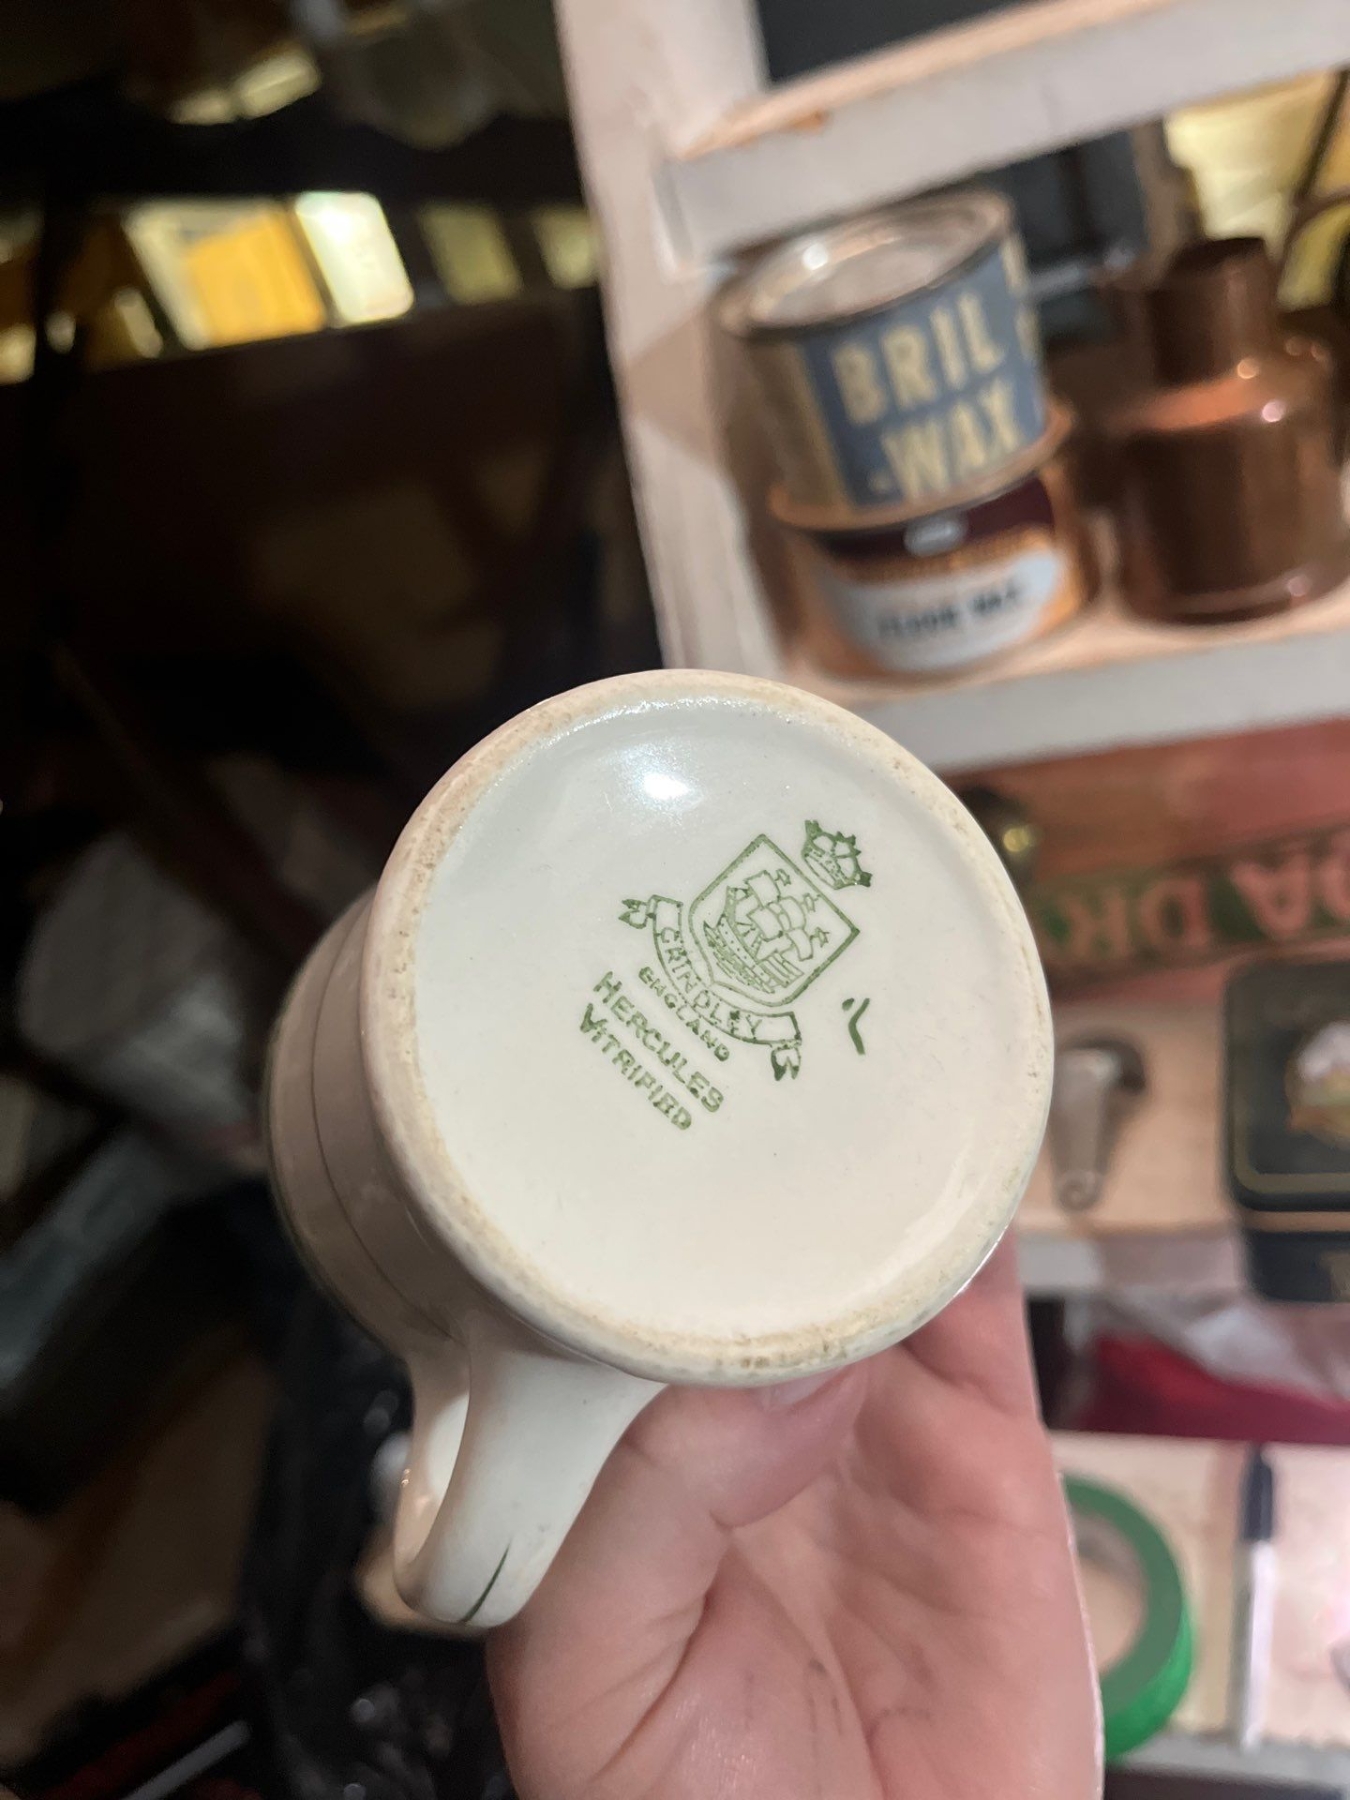 BRIL
-WAX
FLOOR WAX
GRINDLEY
ENGLAND
HERCULES
VITRIFIED